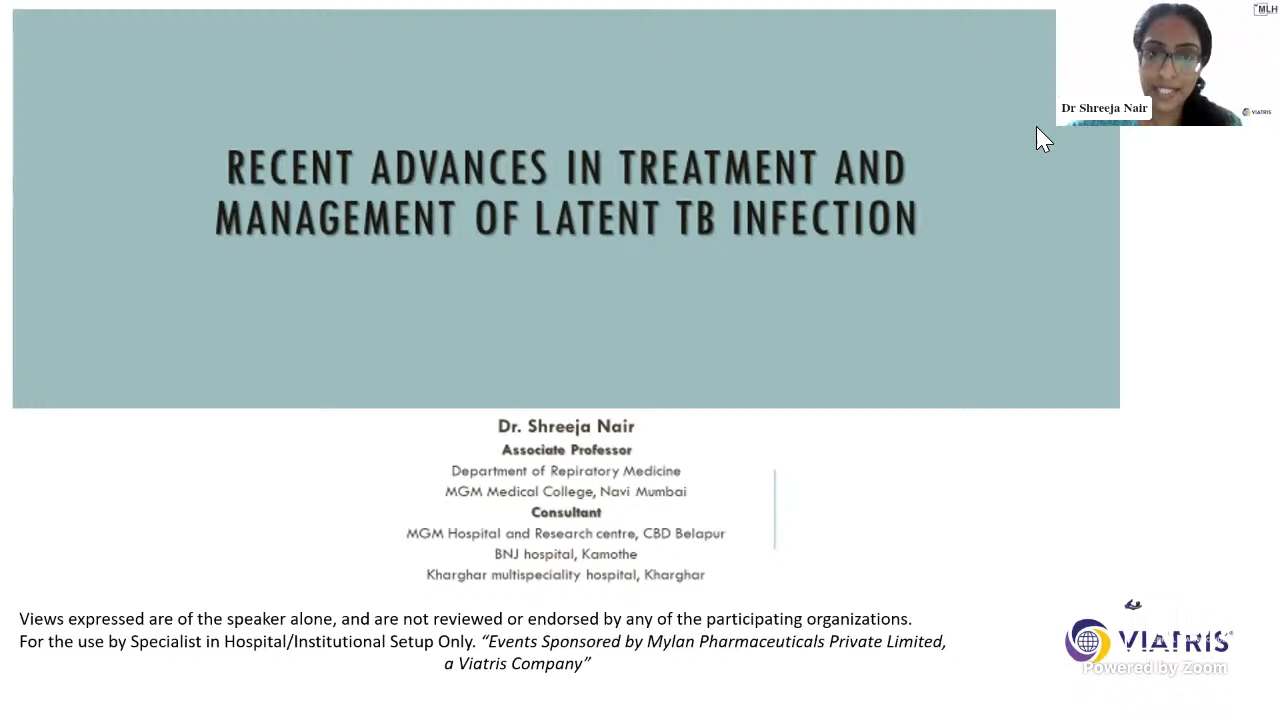 MLH
Dr Shreeja Nair
VIATRIS
RECENT ADVANCES IN TREATMENT AND
MANAGEMENT OF LATENT TB INFECTION
Dr. Shreeja Nair
Associate Professor
Department of Repiratory Medicine
MGM Medical College, Navi Mumbai
Consultant
MGM Hospital and Research centre, CBD Belapur
BNJ hospital, Kamothe
Kharghar multispeciality hospital, Kharghar
Views expressed are of the speaker alone, and are not reviewed or endorsed by any of the participating organizations.
For the use by Specialist in Hospital/Institutional Setup Only. “Events Sponsored by Mylan Pharmaceuticals Private Limited,
a Viatris Company”
VIATRIS
Powered by Zoom